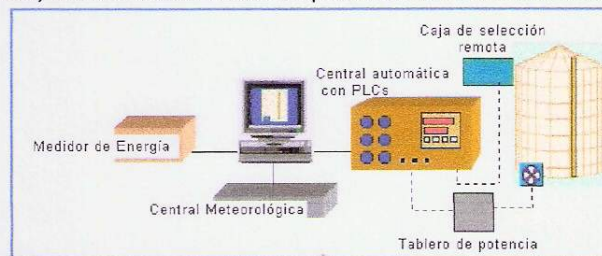 Caja de selección
remota
Central automática
con PLCs
Medidor de Energía
Central Meteorológica
Tablero de potencia